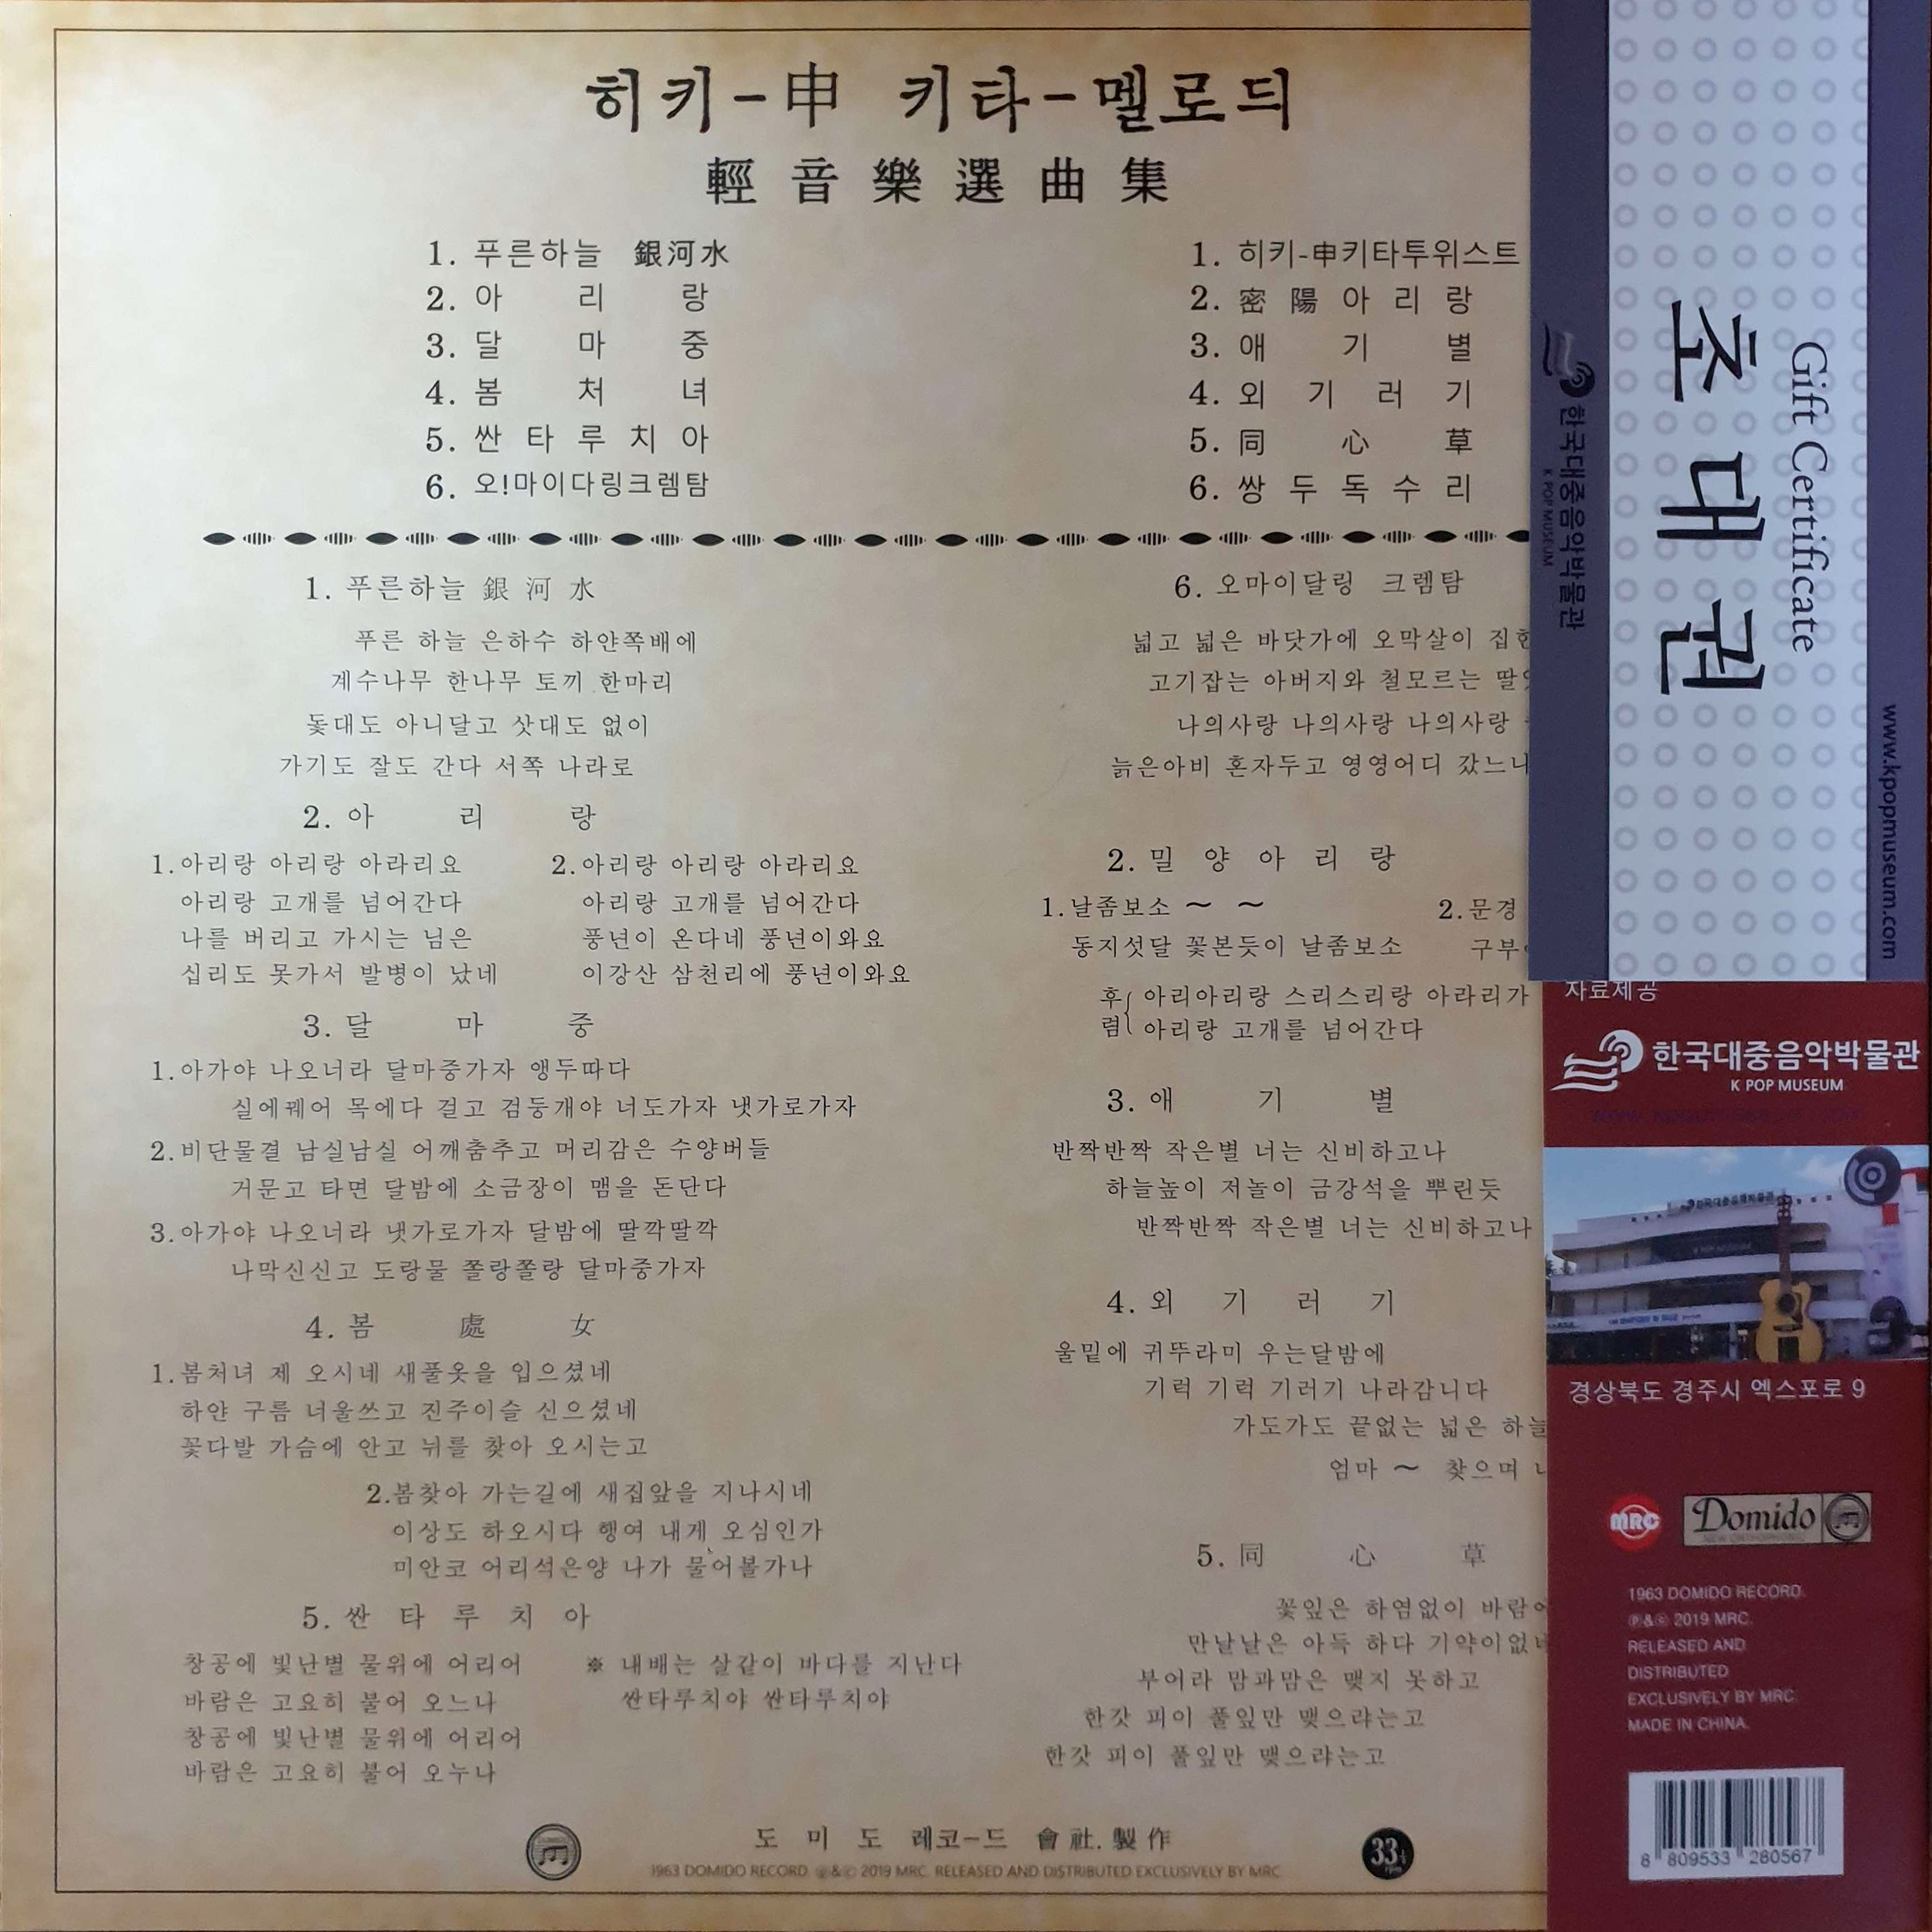 히키-申 키타-멜로듸
輕音樂選曲集
1. 푸른하늘 銀河水
2. 아리랑
3. 달마중
4. 봄처녀
5. 싼타루치아
6. 오!마이다링크렘탐
1. 히키-申키타투위스트
2. 密陽아리랑
3. 애기별
4. 외기러기
5. 同心草
6. 쌍두독수리
1. 푸른하늘 銀河水
푸른 하늘 은하수 하얀쪽배에
계수나무 한나무 토끼 한마리
돛대도 아니달고 삿대도 없이
가기도 잘도 간다 서쪽 나라로
2. 아리랑
1.아리랑 아리랑 아라리요
아리랑 고개를 넘어간다
나를 버리고 가시는 님은
십리도 못가서 발병이 났네
2.아리랑 아리랑 아라리요
아리랑 고개를 넘어간다
풍년이 온다네 풍년이와요
이강산 삼천리에 풍년이와요
3. 달마중
1.아가야 나오너라 달마중가자 앵두따다
실에꿰어 목에다 걸고 검둥개야 너도가자 냇가로가자
2.비단물결 남실남실 어깨춤추고 머리감은 수양버들
거문고 타면 달밤에 소금장이 맴을 돈단다
3.아가야 나오너라 냇가로가자 달밤에 딸깍딸깍
나막신신고 도랑물 쫄랑쫄랑 달마중가자
4. 봄處女
1.봄처녀 제 오시네 새풀옷을 입으셨네
하얀 구름 너울쓰고 진주이슬 신으셨네
꽃다발 가슴에 안고 뉘를 찾아 오시는고
2.봄찾아 가는길에 새집앞을 지나시네
이상도 하오시다 행여 내게 오심인가
미안코 어리석은양 나가 물어볼가나
5. 싼타루치아
창공에 빛난별 물위에 어리어
바람은 고요히 불어 오느나
창공에 빛난별 물위에 어리어
바람은 고요히 불어 오누나
※ 내배는 살같이 바다를 지난다
싼타루치아 싼타루치아
6. 오마이달링 크렘탐
넓고 넓은 바닷가에 오막살이
고기잡는 아버지와 철모르는
나의사랑 나의사랑 나의사랑
늙은아비 혼자두고 영영어디 갔느냐
2. 밀양아리랑
1.날좀보소 ~ ~
동지섯달 꽃본듯이 날좀보소
2.문경
후렴 아리아리랑 스리스리랑 아라리가
아리랑 고개를 넘어간다
3. 애기별
반짝반짝 작은별 너는 신비하고나
하늘높이 저놀이 금강석을 뿌린듯
반짝반짝 작은별 너는 신비하고나
4. 외기러기
울밑에 귀뚜라미 우는달밤에
기럭 기럭 기러기 나라감니다
가도가도 끝없는 넓은 하늘
엄마 ~ 찾으며
5. 同心草
꽃잎은 하염없이
만날날은 아득 하다
부어라 맘과맘은 맺지 못하고
한갓 피이 풀잎만 맺으랴는고
한갓 피이 풀잎만 맺으랴는고
도미도 레코-드 會社.製作
1963 DOMIDO RECORD. ℗&© 2019 MRC. RELEASED AND DISTRIBUTED EXCLUSIVELY BY MRC
33⅓ rpm
Gift Certificate
초대권
한국대중음악박물관
K POP MUSEUM
www.kpopmuseum.com
자료제공
한국대중음악박물관
K POP MUSEUM
한국대중음악박물관
경상북도 경주시 엑스포로 9
MRC
Domido
1963 DOMIDO RECORD.
℗&© 2019 MRC.
RELEASED AND
DISTRIBUTED
EXCLUSIVELY BY MRC.
MADE IN CHINA.
8 809533 280567